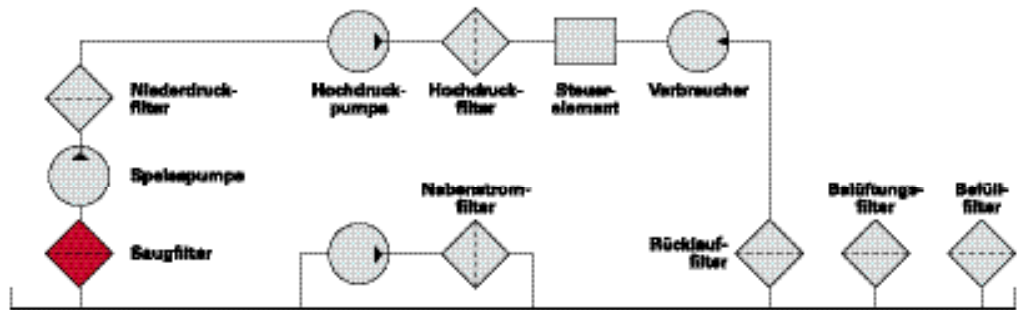 Niederdruck-
filter
Hochdruck-
pumpe
Hochdruck-
filter
Steuer-
element
Verbraucher
Speisepumpe
Saugfilter
Nebenstrom-
filter
Rücklauf-
filter
Belüftungs-
filter
Befüll-
filter